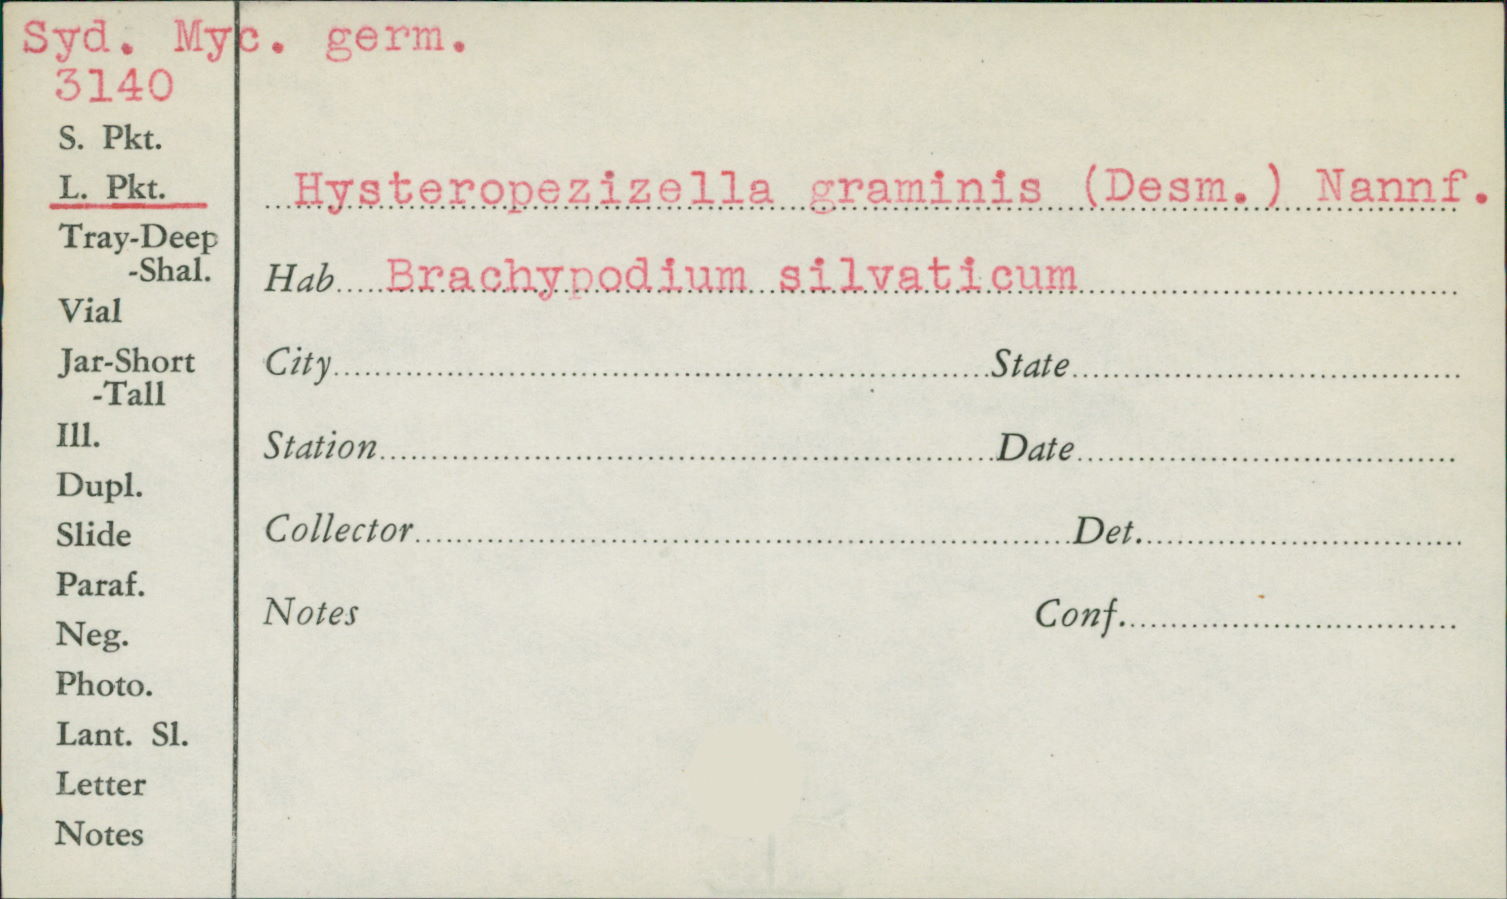 Syd. Myc. germ.
3140
S. Pkt.
L. Pkt.
Tray-Deep
-Shal.
Vial
Jar-Short
-Tall
Ill.
Dupl.
Slide
Paraf.
Neg.
Photo.
Lant. Sl.
Letter
Notes
Hysteropezizella graminis (Desm.) Nannf.
Hab. Brachypodium silvaticum
City State
Station Date
Collector Det.
Notes Conf.